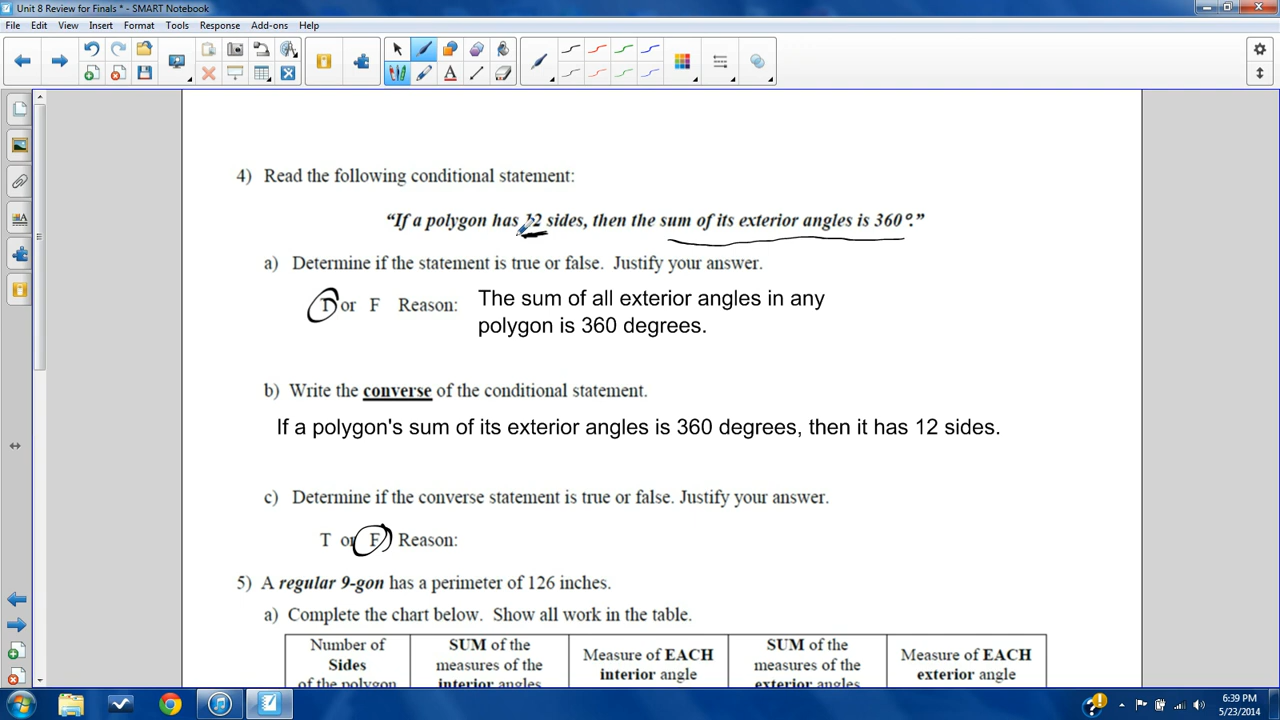 Unit 8 Review for Finals * - SMART Notebook
File Edit View Insert Format Tools Response Add-ons Help
4) Read the following conditional statement:
“If a polygon has 12 sides, then the sum of its exterior angles is 360°.”
a) Determine if the statement is true or false. Justify your answer.
T or F Reason: The sum of all exterior angles in any
polygon is 360 degrees.
b) Write the converse of the conditional statement.
If a polygon's sum of its exterior angles is 360 degrees, then it has 12 sides.
c) Determine if the converse statement is true or false. Justify your answer.
T or F Reason:
5) A regular 9-gon has a perimeter of 126 inches.
a) Complete the chart below. Show all work in the table.
Number of
Sides
of the polygon
SUM of the
measures of the
interior angles
Measure of EACH
interior angle
SUM of the
measures of the
exterior angles
Measure of EACH
exterior angle
6:39 PM
5/23/2014